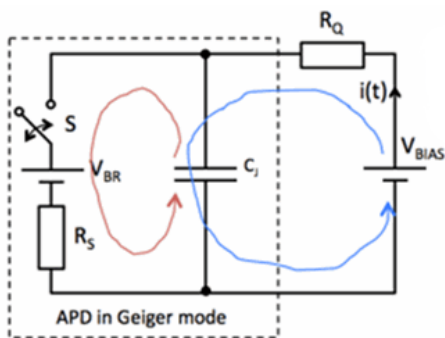 R_Q
i(t)
S
V_BR
C_J
V_BIAS
R_S
APD in Geiger mode